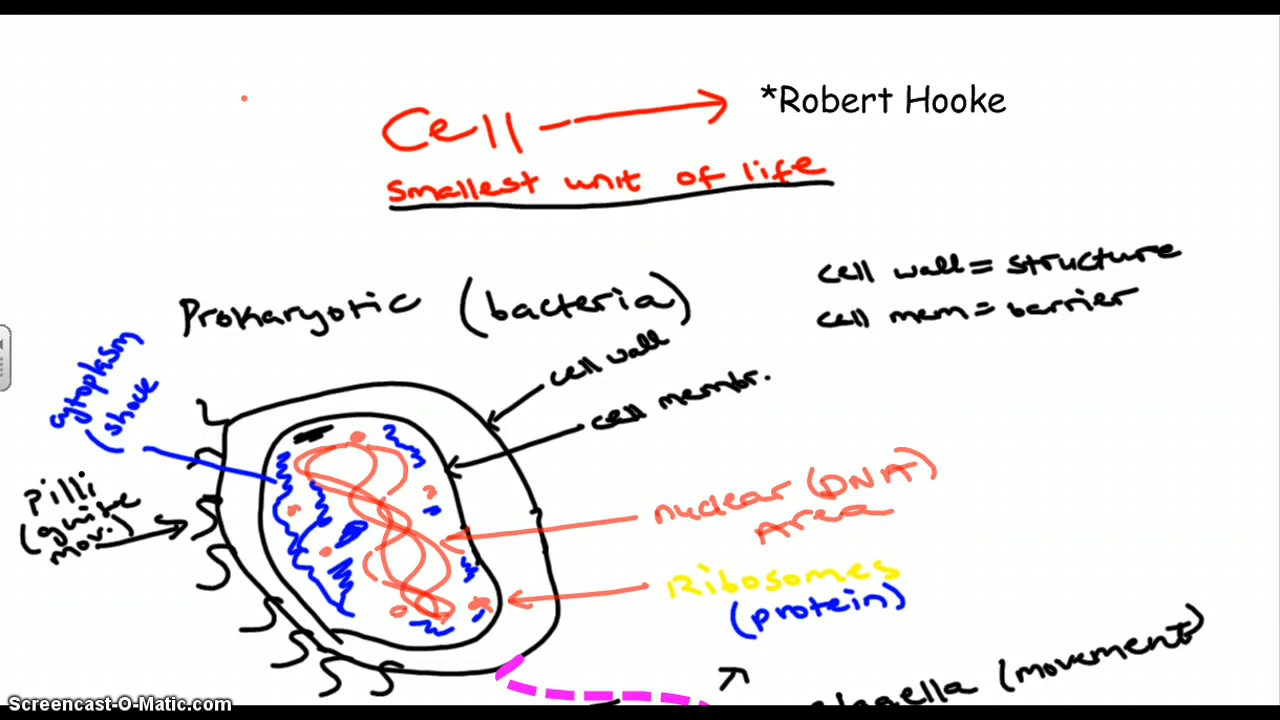 Cell → *Robert Hooke
smallest unit of life
cell wall = structure
cell mem = barrier
Prokaryotic (bacteria)
cytoplasm
(shock
cell wall
cell membr.
pilli
(ignite
mov.)
nuclear (DNA)
Area
Ribosomes
(protein)
flagella (movement)
Screencast-O-Matic.com